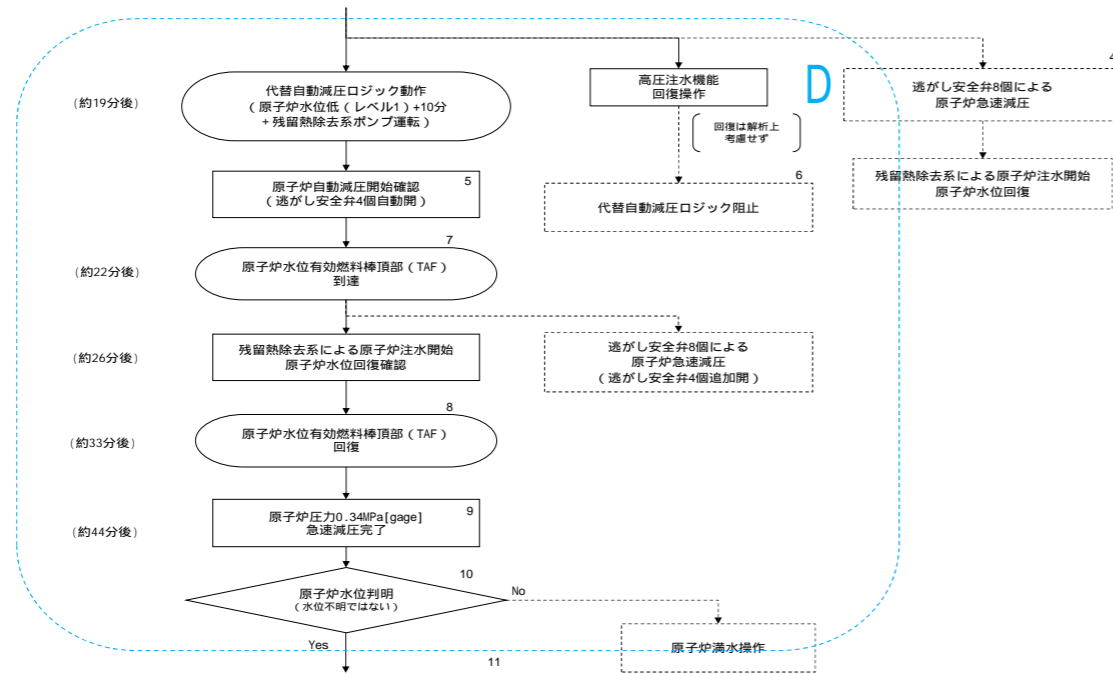 4
(約19分後)
代替自動減圧ロジック動作
(原子炉水位低(レベル1)+10分
+残留熱除去系ポンプ運転)
高圧注水機能
回復操作
D
逃がし安全弁8個による
原子炉急速減圧
回復は解析上
考慮せず
5
原子炉自動減圧開始確認
(逃がし安全弁4個自動開)
6
代替自動減圧ロジック阻止
残留熱除去系による原子炉注水開始
原子炉水位回復
7
(約22分後)
原子炉水位有効燃料棒頂部(TAF)
到達
(約26分後)
残留熱除去系による原子炉注水開始
原子炉水位回復確認
逃がし安全弁8個による
原子炉急速減圧
(逃がし安全弁4個追加開)
8
(約33分後)
原子炉水位有効燃料棒頂部(TAF)
回復
9
(約44分後)
原子炉圧力0.34MPa[gage]
急速減圧完了
10
原子炉水位判明
(水位不明ではない)
No
原子炉満水操作
Yes
11